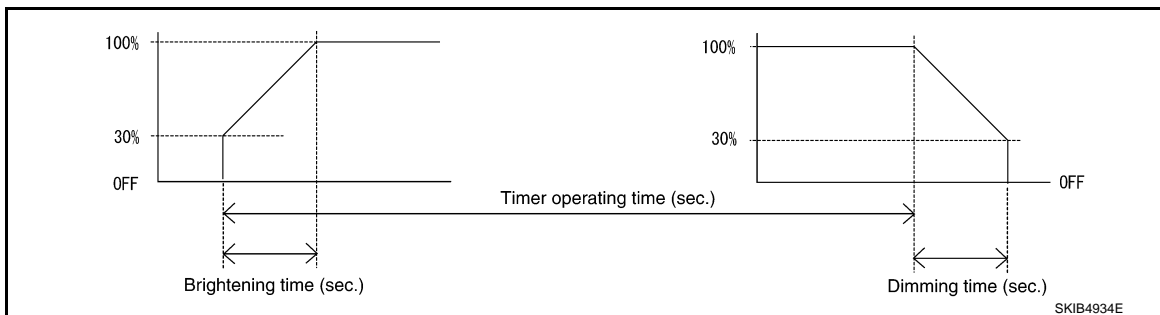 100%
30%
OFF
100%
30%
OFF
Timer operating time (sec.)
Brightening time (sec.)
Dimming time (sec.)
SKIB4934E